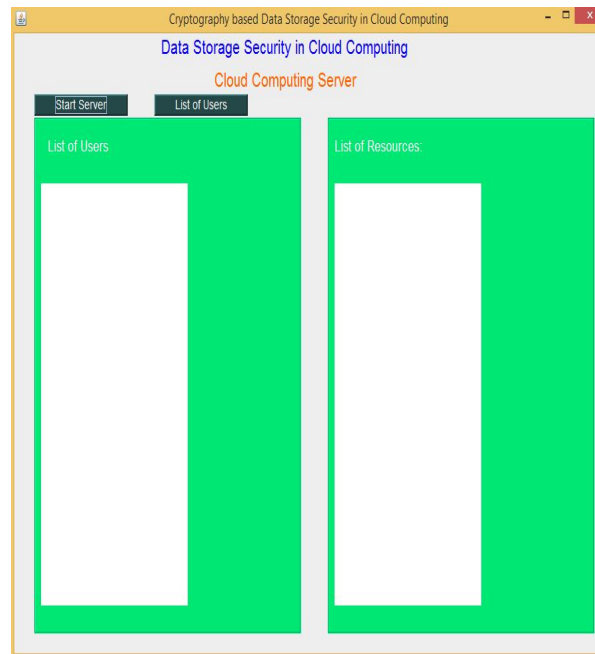 Cryptography based Data Storage Security in Cloud Computing
Data Storage Security in Cloud Computing
Cloud Computing Server
Start Server List of Users
List of Users
List of Resources: